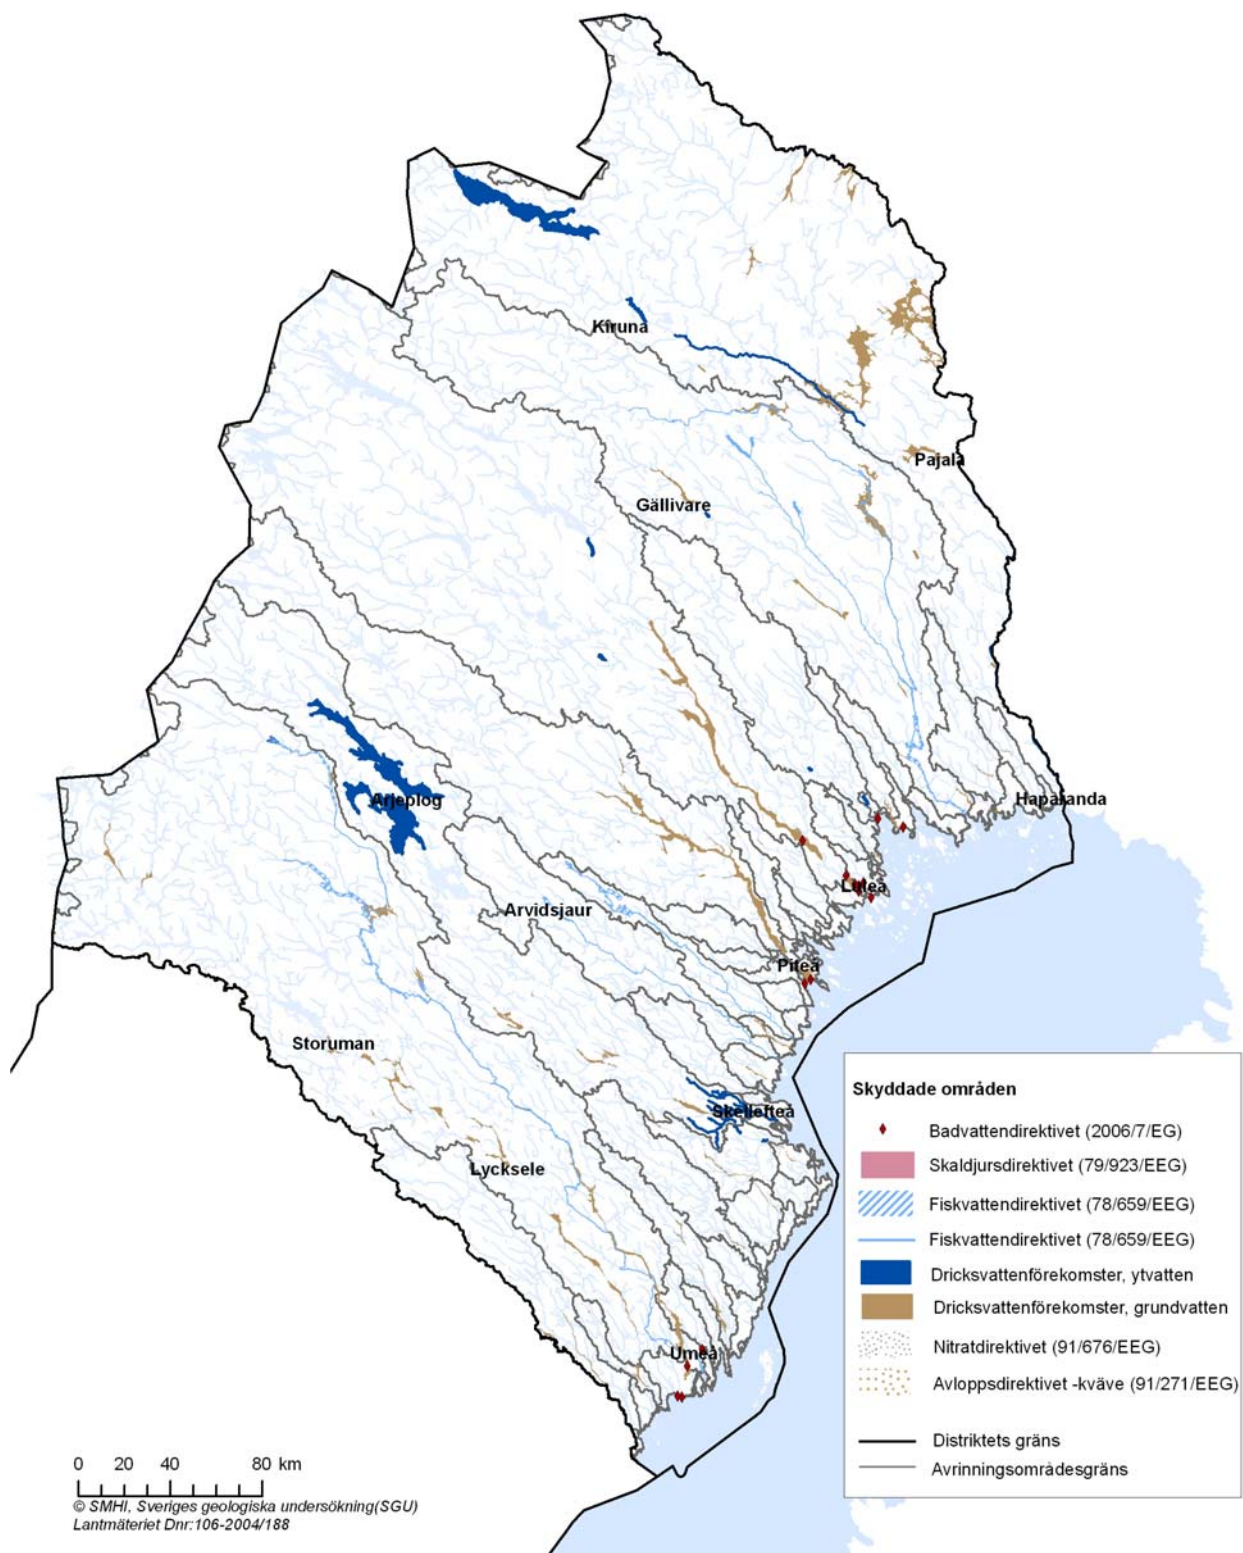 Kiruna
Pajala
Gällivare
Haparanda
Arjeplog
Luleå
Arvidsjaur
Piteå
Storuman
Skellefteå
Lycksele
Umeå
Skyddade områden
Badvattendirektivet (2006/7/EG)
Skaldjursdirektivet (79/923/EEG)
Fiskvattendirektivet (78/659/EEG)
Fiskvattendirektivet (78/659/EEG)
Dricksvattenförekomster, ytvatten
Dricksvattenförekomster, grundvatten
Nitratdirektivet (91/676/EEG)
Avloppsdirektivet -kväve (91/271/EEG)
Distriktets gräns
Avrinningsområdesgräns
0 20 40 80 km
© SMHI, Sveriges geologiska undersökning(SGU)
Lantmäteriet Dnr:106-2004/188